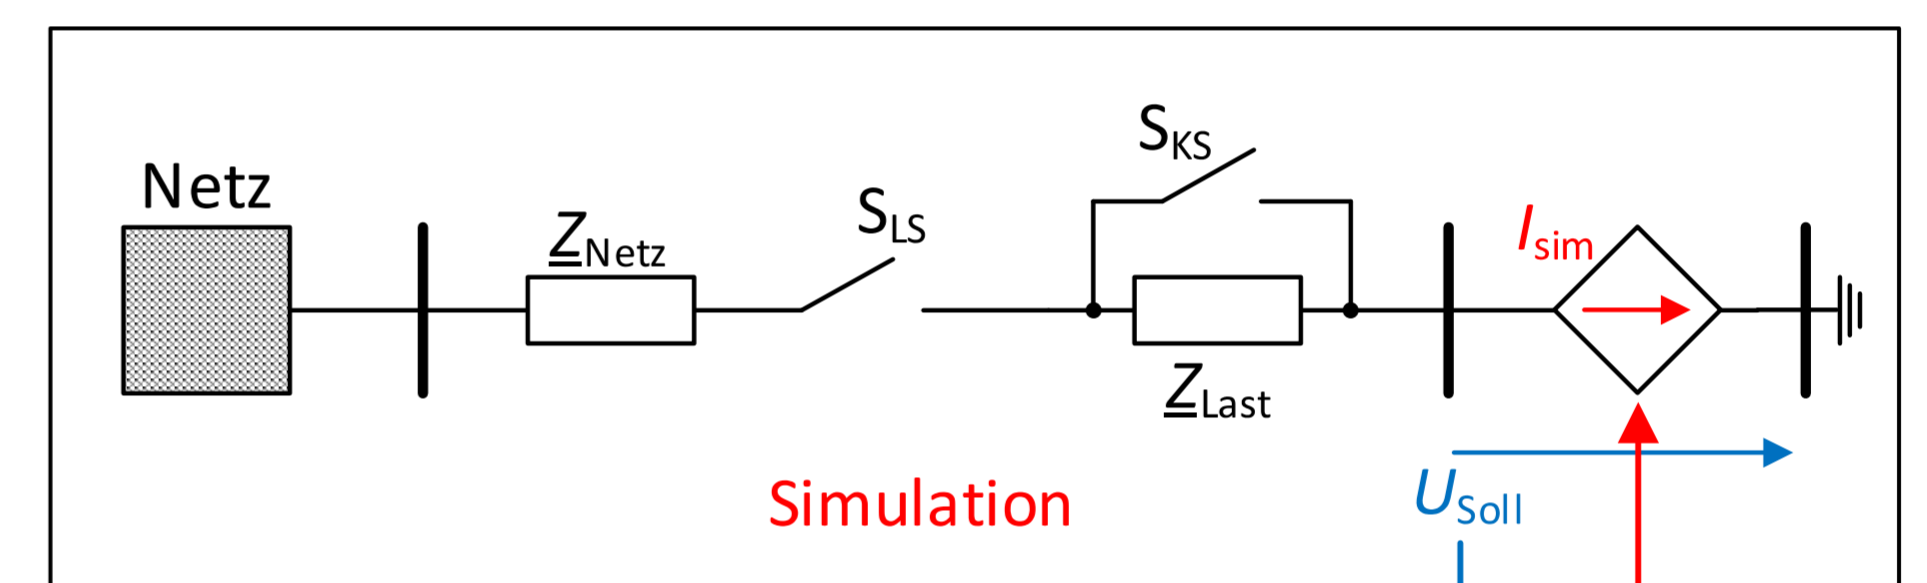 Netz
Z_Netz
S_LS
S_KS
Z_Last
I_sim
U_Soll
Simulation